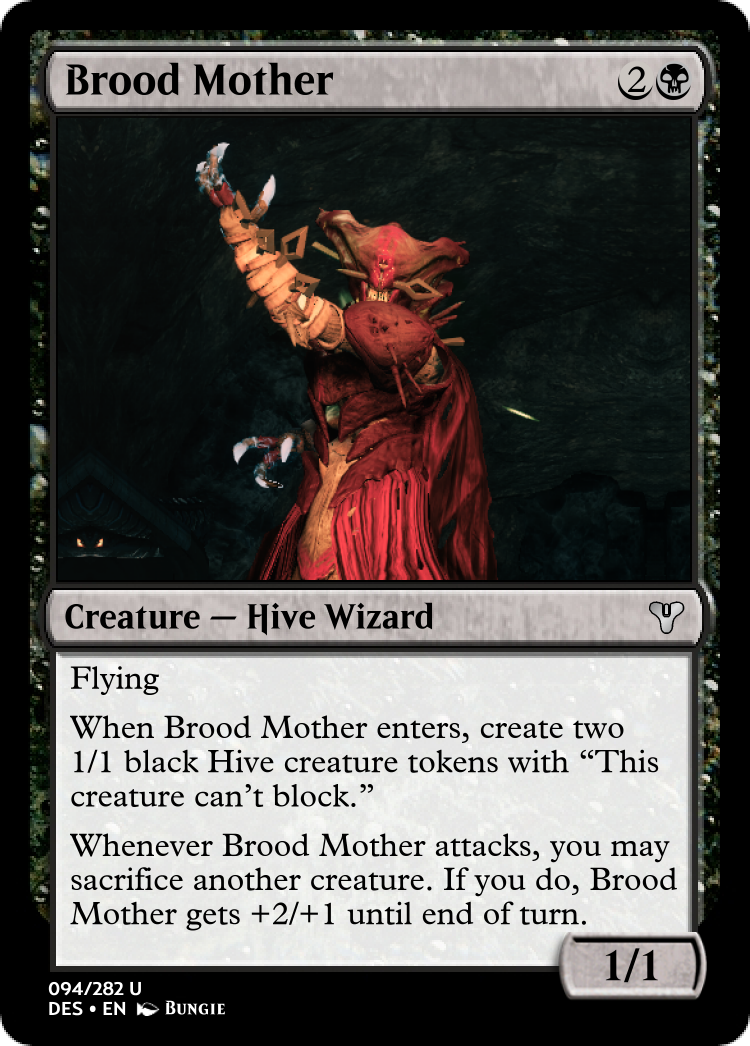 Brood Mother 2
Creature — Hive Wizard
Flying
When Brood Mother enters, create two
1/1 black Hive creature tokens with “This
creature can’t block.”
Whenever Brood Mother attacks, you may
sacrifice another creature. If you do, Brood
Mother gets +2/+1 until end of turn.
1/1
094/282 U
DES • EN Bungie